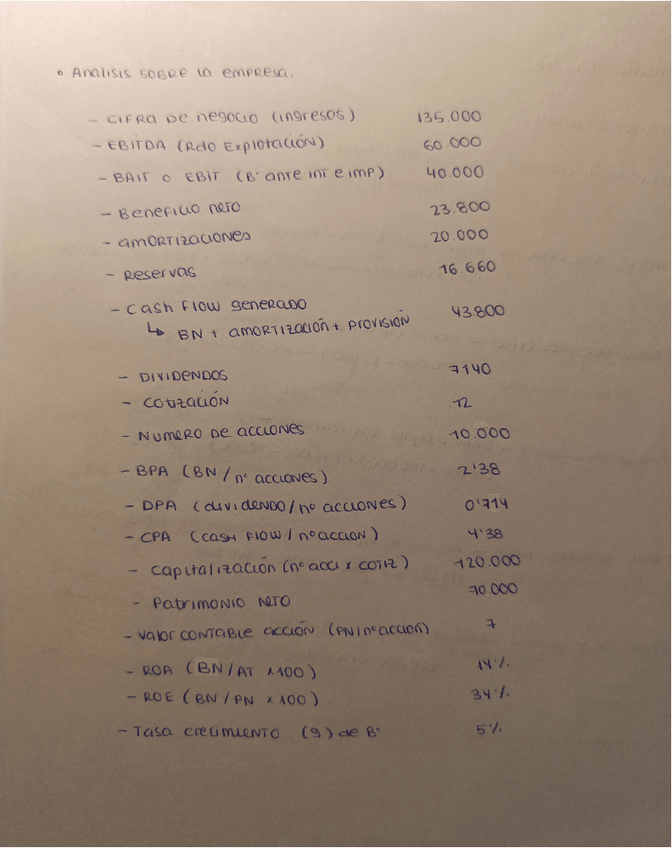 • Analisis SOBRE la empresa.
- CIFRA DE negocio (ingresos) 135.000
- EBITDA (Rdo Explotación) 60.000
- BAIT o EBIT (Bº ante int e imp) 40.000
- Beneficio neto 23.800
- amortizaciones 20.000
- Reservas 16.660
- Cash Flow generado 43.800
↳ BN + amortización + provisión
- DIVIDENDOS 7140
- Cotización 12
- Numero de acciones 10.000
- BPA (BN / nº acciones) 2'38
- DPA (dividendo / nº acciones) 0'714
- CPA (cash flow / nº acción) 4'38
- Capitalización (nº acci x cotiz) 120.000
- Patrimonio neto 70.000
- Valor contable acción (PN / nº acción) 7
- ROA (BN / AT x100) 14%
- ROE (BN / PN x 100) 34%
- Tasa crecimiento (g) de Bº 5%